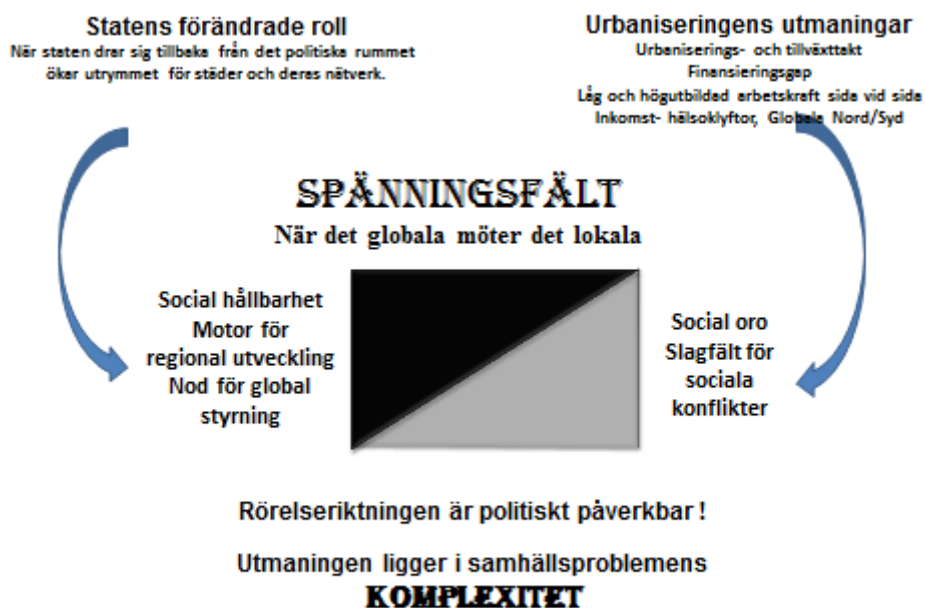 Statens förändrade roll
När staten drar sig tillbaka från det politiska rummet
ökar utrymmet för städer och deras nätverk.
Urbaniseringens utmaningar
Urbaniserings- och tillväxttakt
Finansieringsgap
Låg och högutbildad arbetskraft sida vid sida
Inkomst- hälsoklyftor, Globala Nord/Syd
SPÄNNINGSFÄLT
När det globala möter det lokala
Social hållbarhet
Motor för
regional utveckling
Nod för global
styrning
Social oro
Slagfält för
sociala
konflikter
Rörelseriktningen är politiskt påverkbar !
Utmaningen ligger i samhällsproblemens
KOMPLEXITET